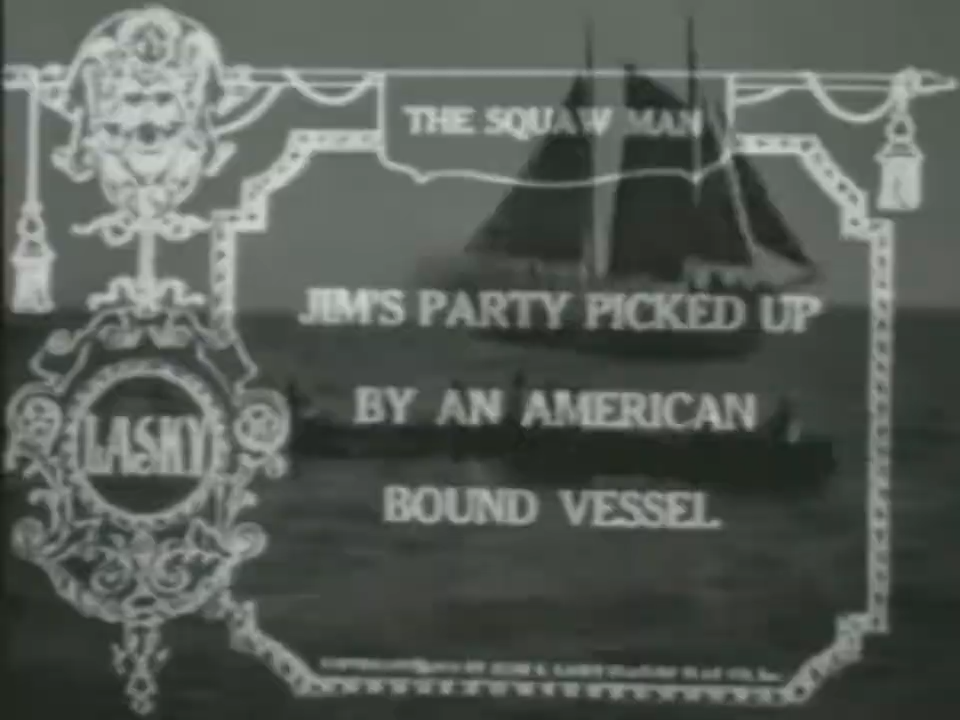 THE SQUAW MAN
JIM'S PARTY PICKED UP
BY AN AMERICAN
BOUND VESSEL
LASKY